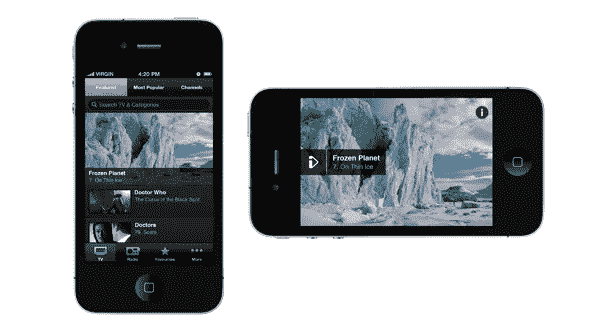 VIRGIN 4:20 PM
Featured Most Popular Channels
Search TV & Categories
Frozen Planet
7. On Thin Ice
Doctor Who
The Curse of the Black Spot
Doctors
TV Radio Favourites More
Frozen Planet
7. On Thin Ice